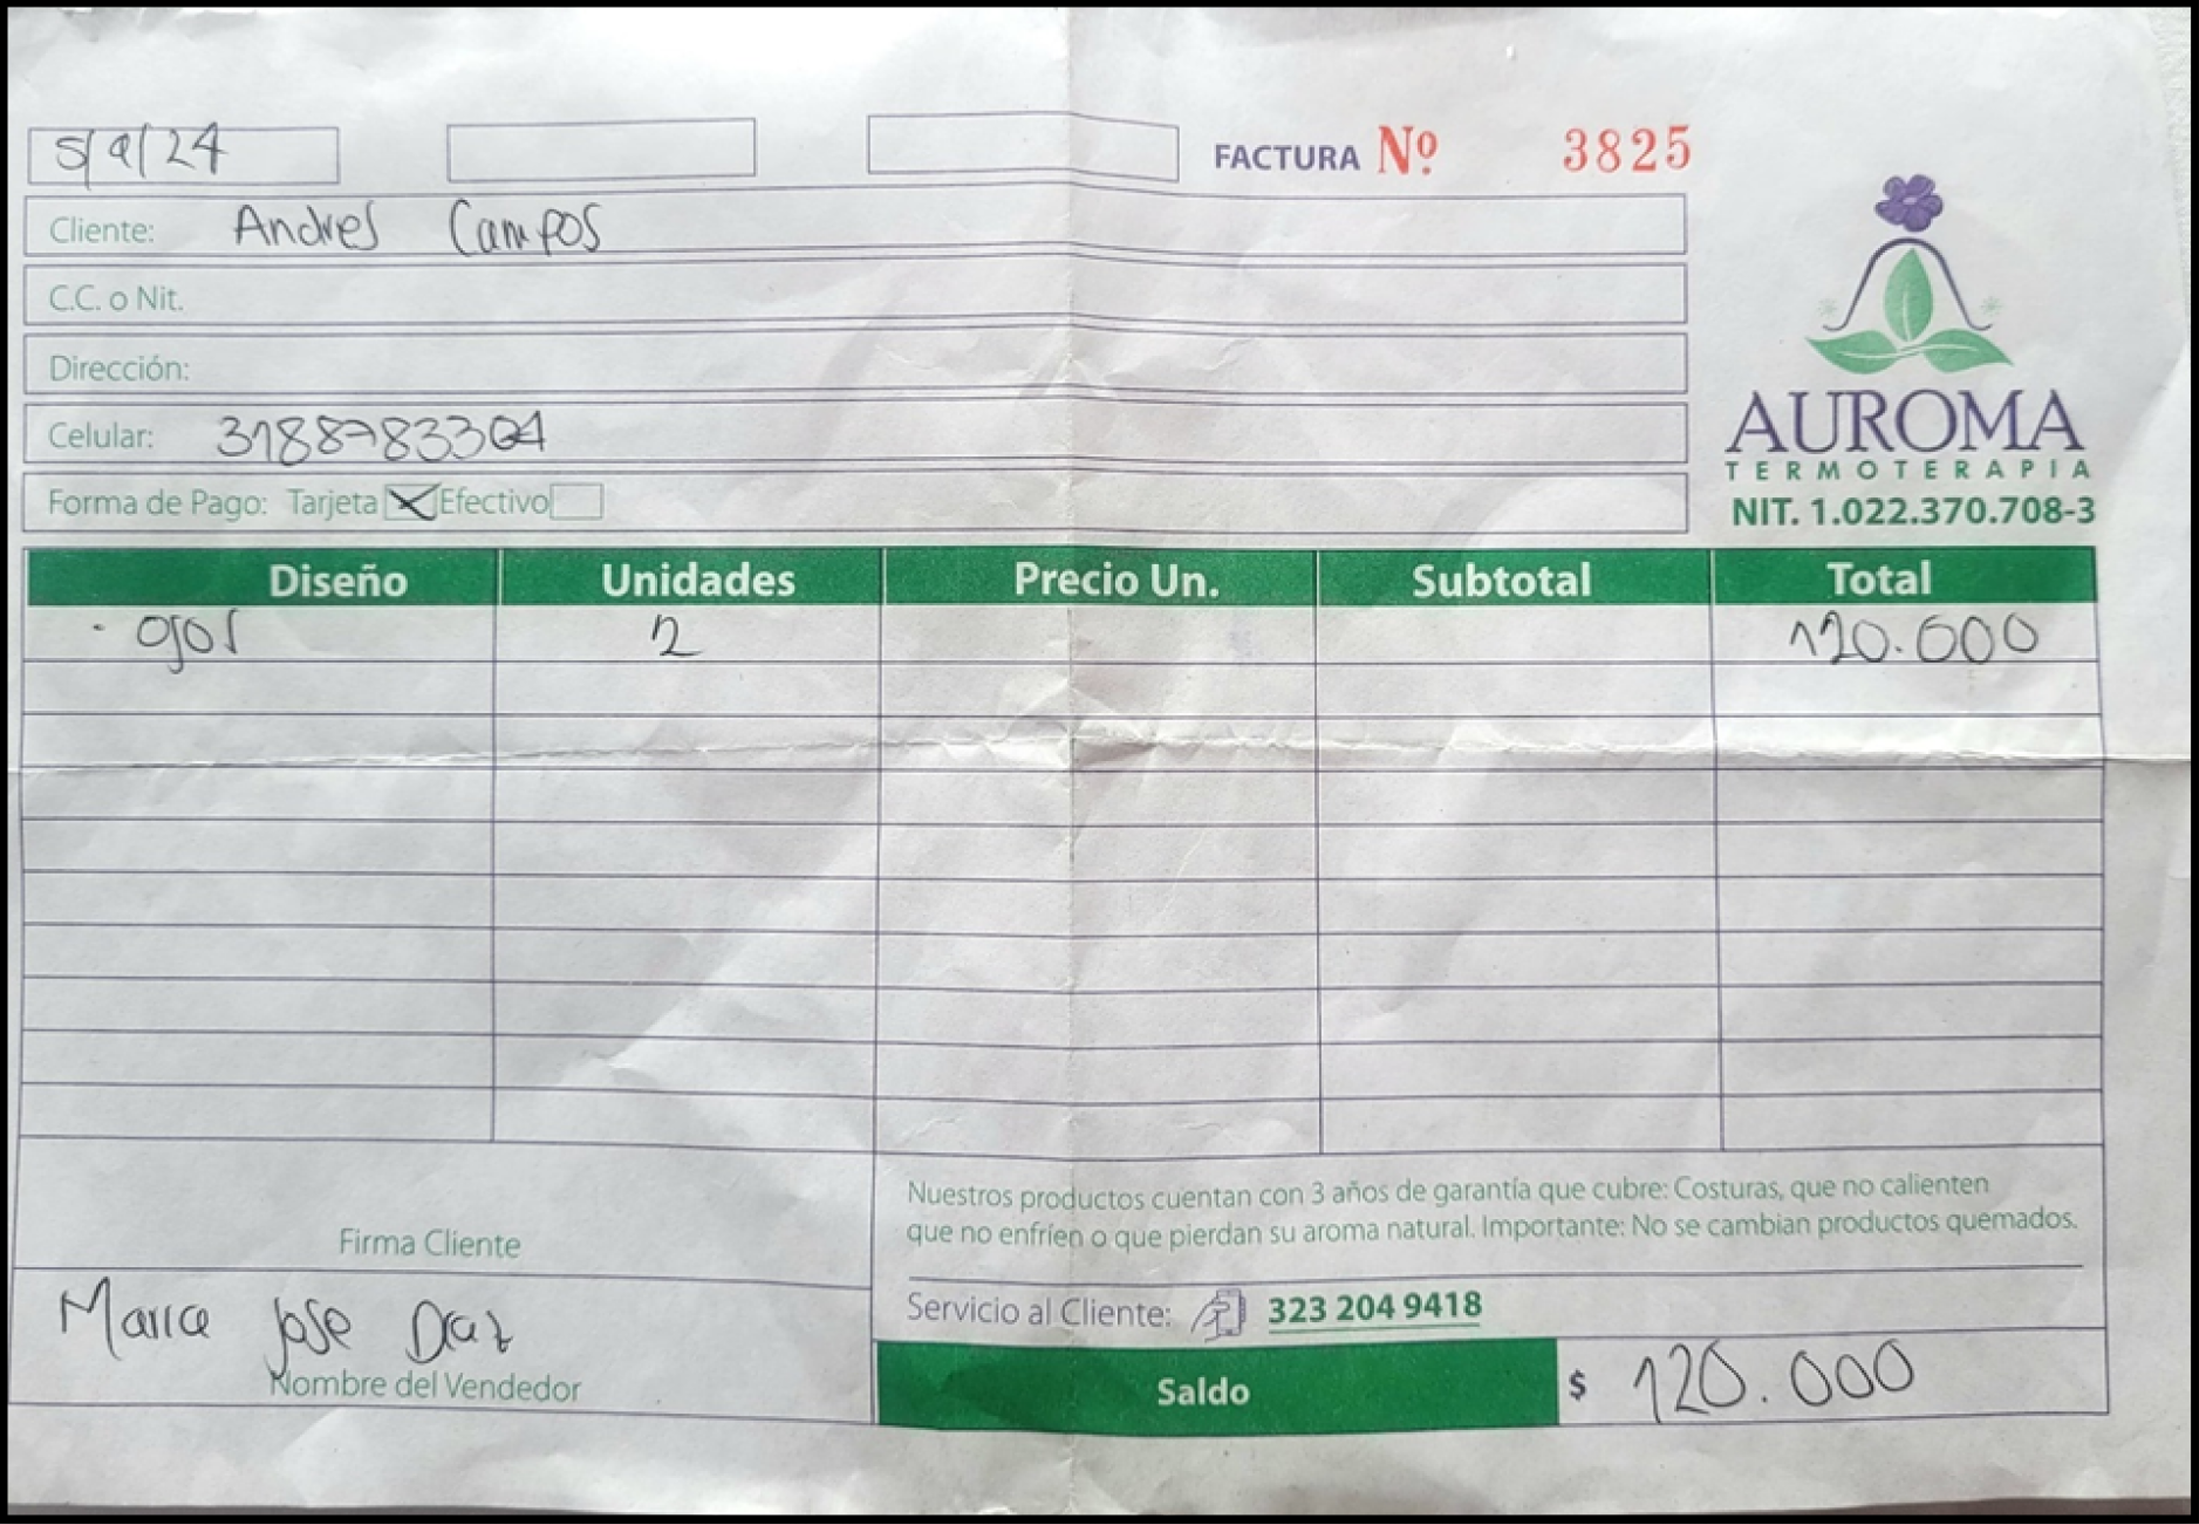 5/9/24
FACTURA Nº 3825
Cliente: Andres Campos
C.C. o Nit.
Dirección:
Celular: 3188783304
Forma de Pago: Tarjeta X Efectivo
AUROMA
TERMOTERAPIA
NIT. 1.022.370.708-3
Diseño Unidades Precio Un. Subtotal Total
· ojos 2 120.000
Nuestros productos cuentan con 3 años de garantía que cubre: Costuras, que no calienten
que no enfríen o que pierdan su aroma natural. Importante: No se cambian productos quemados.
Firma Cliente
Servicio al Cliente: 323 204 9418
Maria Jose Diaz
Nombre del Vendedor
Saldo $ 120.000